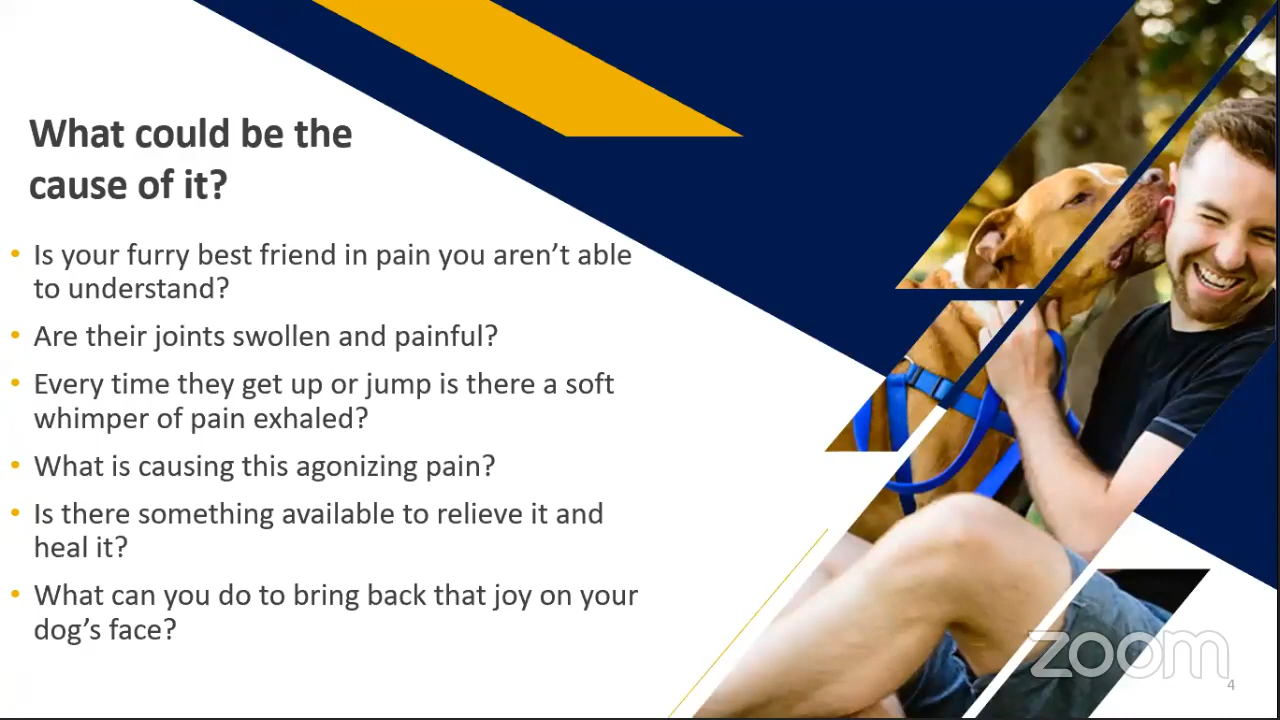 What could be the
cause of it?
• Is your furry best friend in pain you aren’t able
to understand?
• Are their joints swollen and painful?
• Every time they get up or jump is there a soft
whimper of pain exhaled?
• What is causing this agonizing pain?
• Is there something available to relieve it and
heal it?
• What can you do to bring back that joy on your
dog’s face?
zoom
4